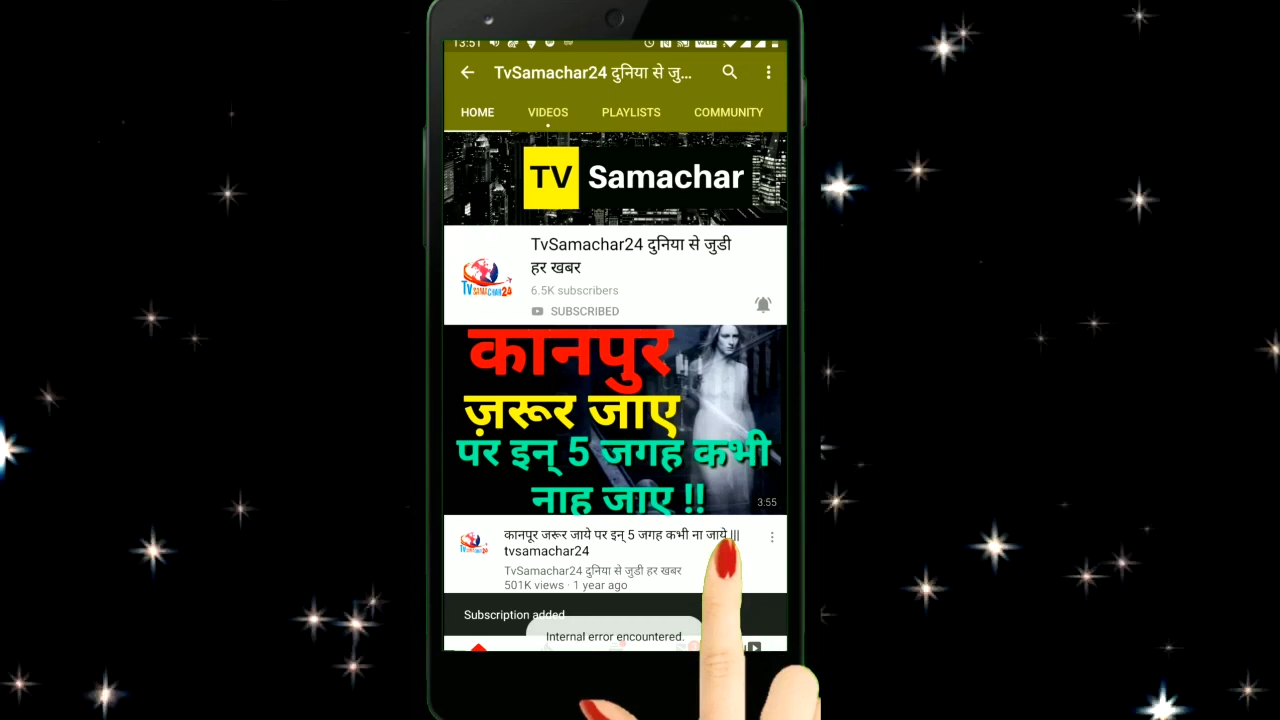 13:51
TvSamachar24 दुनिया से जु...
HOME VIDEOS PLAYLISTS COMMUNITY
TV Samachar
TvSamachar24 दुनिया से जुडी
हर खबर
6.5K subscribers
SUBSCRIBED
TV SAMACHAR24
कानपुर
ज़रूर जाए
पर इन् 5 जगह कभी
नाह जाए !!
3:55
कानपूर जरूर जाये पर इन् 5 जगह कभी ना जाये |||
tvsamachar24
TvSamachar24 दुनिया से जुडी हर खबर
501K views · 1 year ago
Subscription added
Internal error encountered.